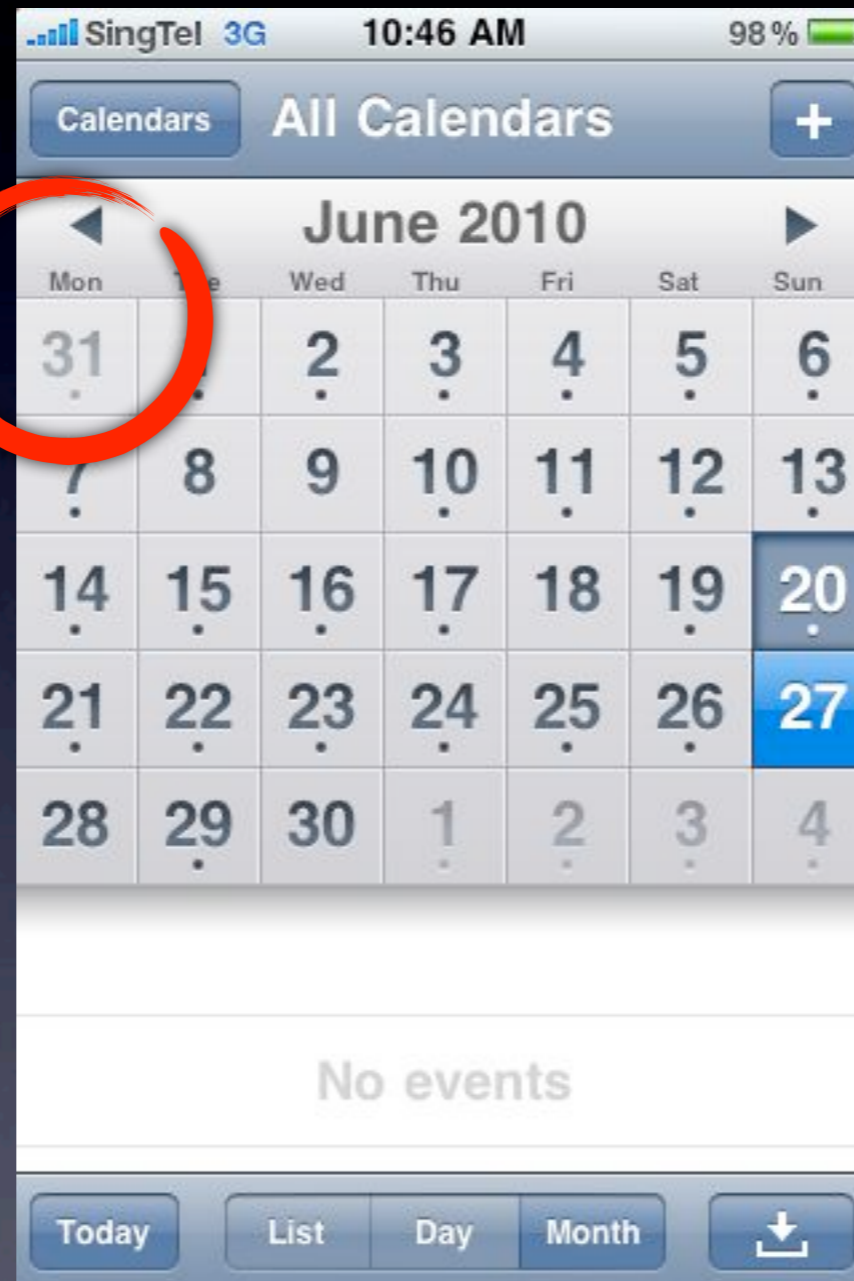 SingTel 3G 10:46 AM 98%
Calendars All Calendars +
June 2010
Mon Wed Thu Fri Sat Sun
31 2 3 4 5 6
7 8 9 10 11 12 13
14 15 16 17 18 19 20
21 22 23 24 25 26 27
28 29 30 1 2 3 4
No events
Today List Day Month